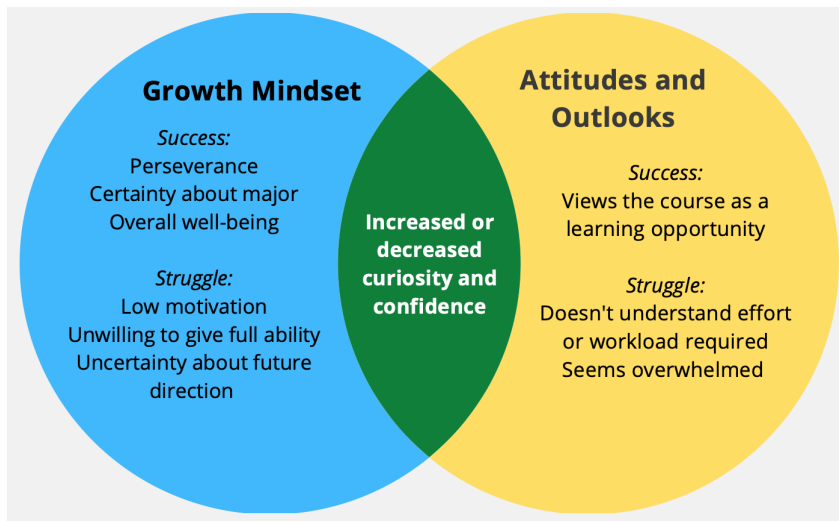 Growth Mindset
Success:
Perseverance
Certainty about major
Overall well-being
Struggle:
Low motivation
Unwilling to give full ability
Uncertainty about future
direction
Increased or
decreased
curiosity and
confidence
Attitudes and
Outlooks
Success:
Views the course as a
learning opportunity
Struggle:
Doesn't understand effort
or workload required
Seems overwhelmed